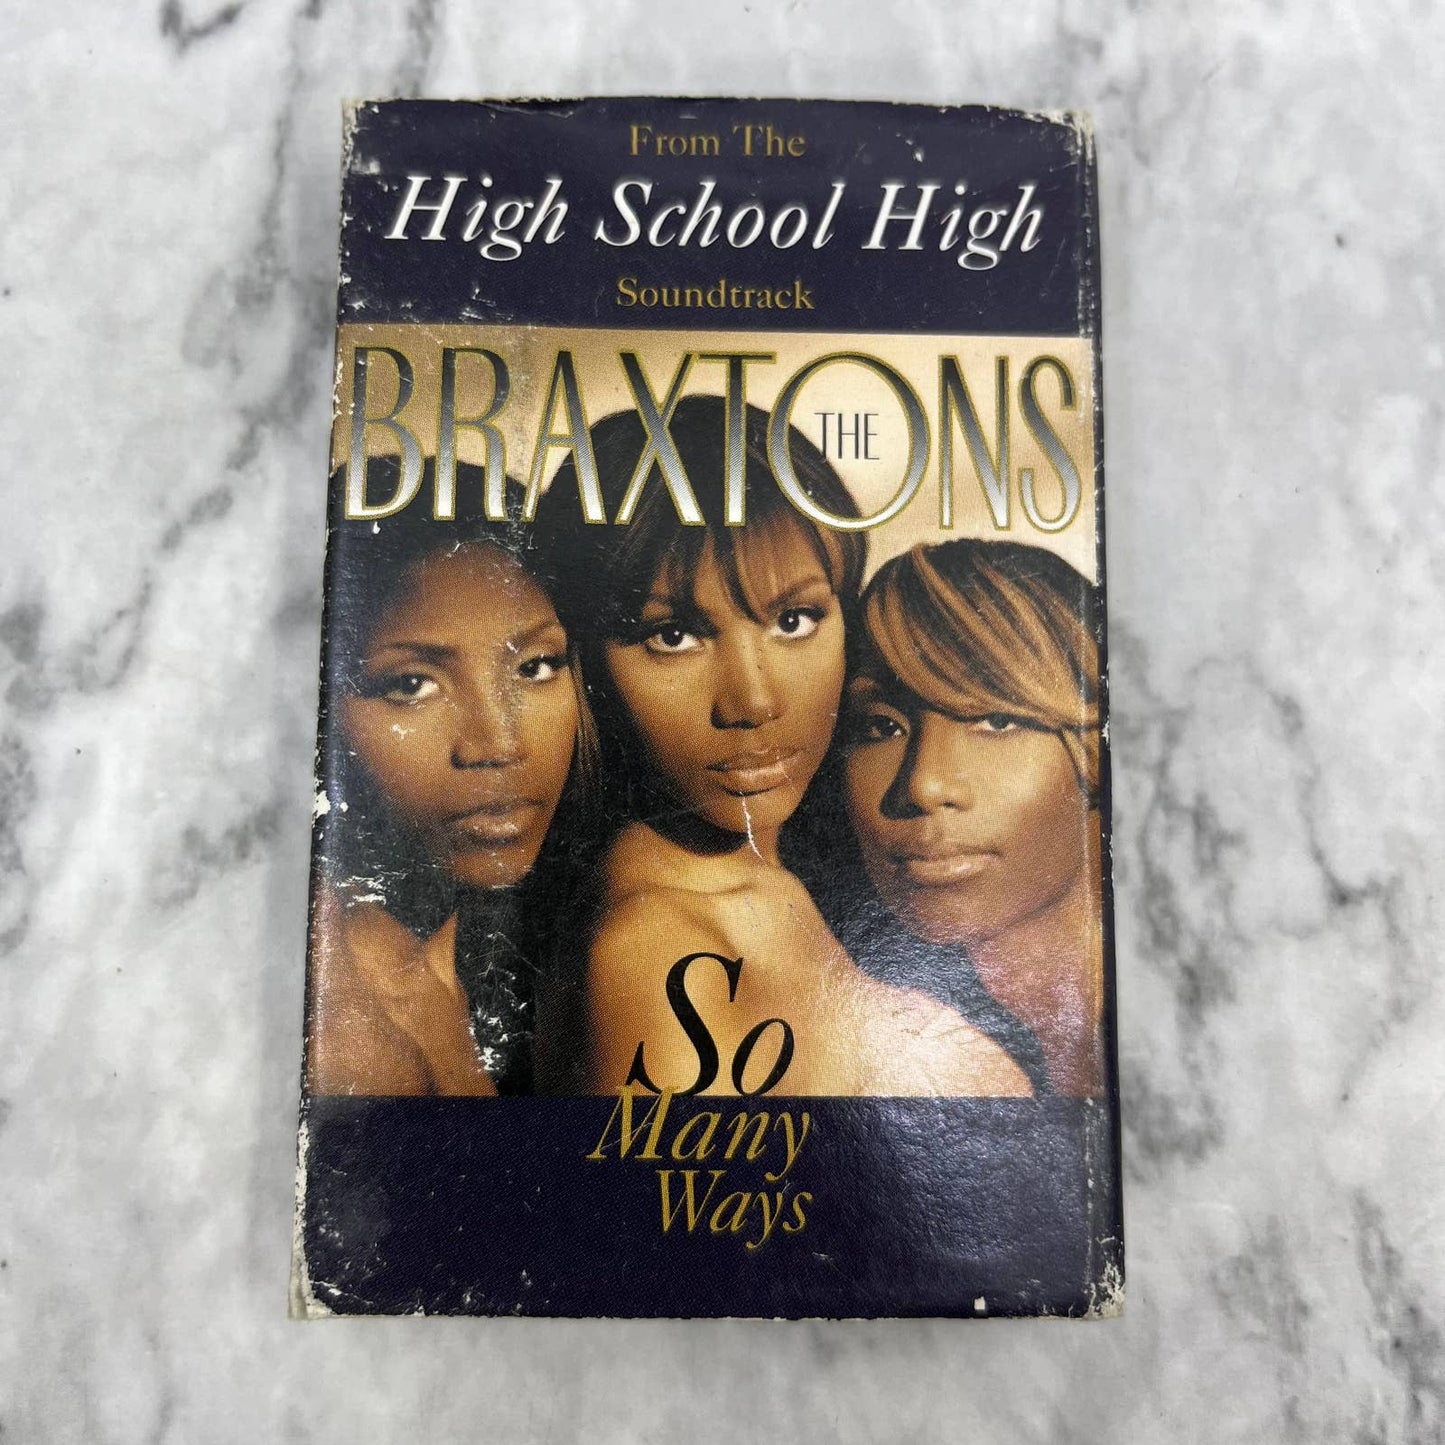 From The
High School High
Soundtrack
THE
BRAXTONS
So
Many
Ways